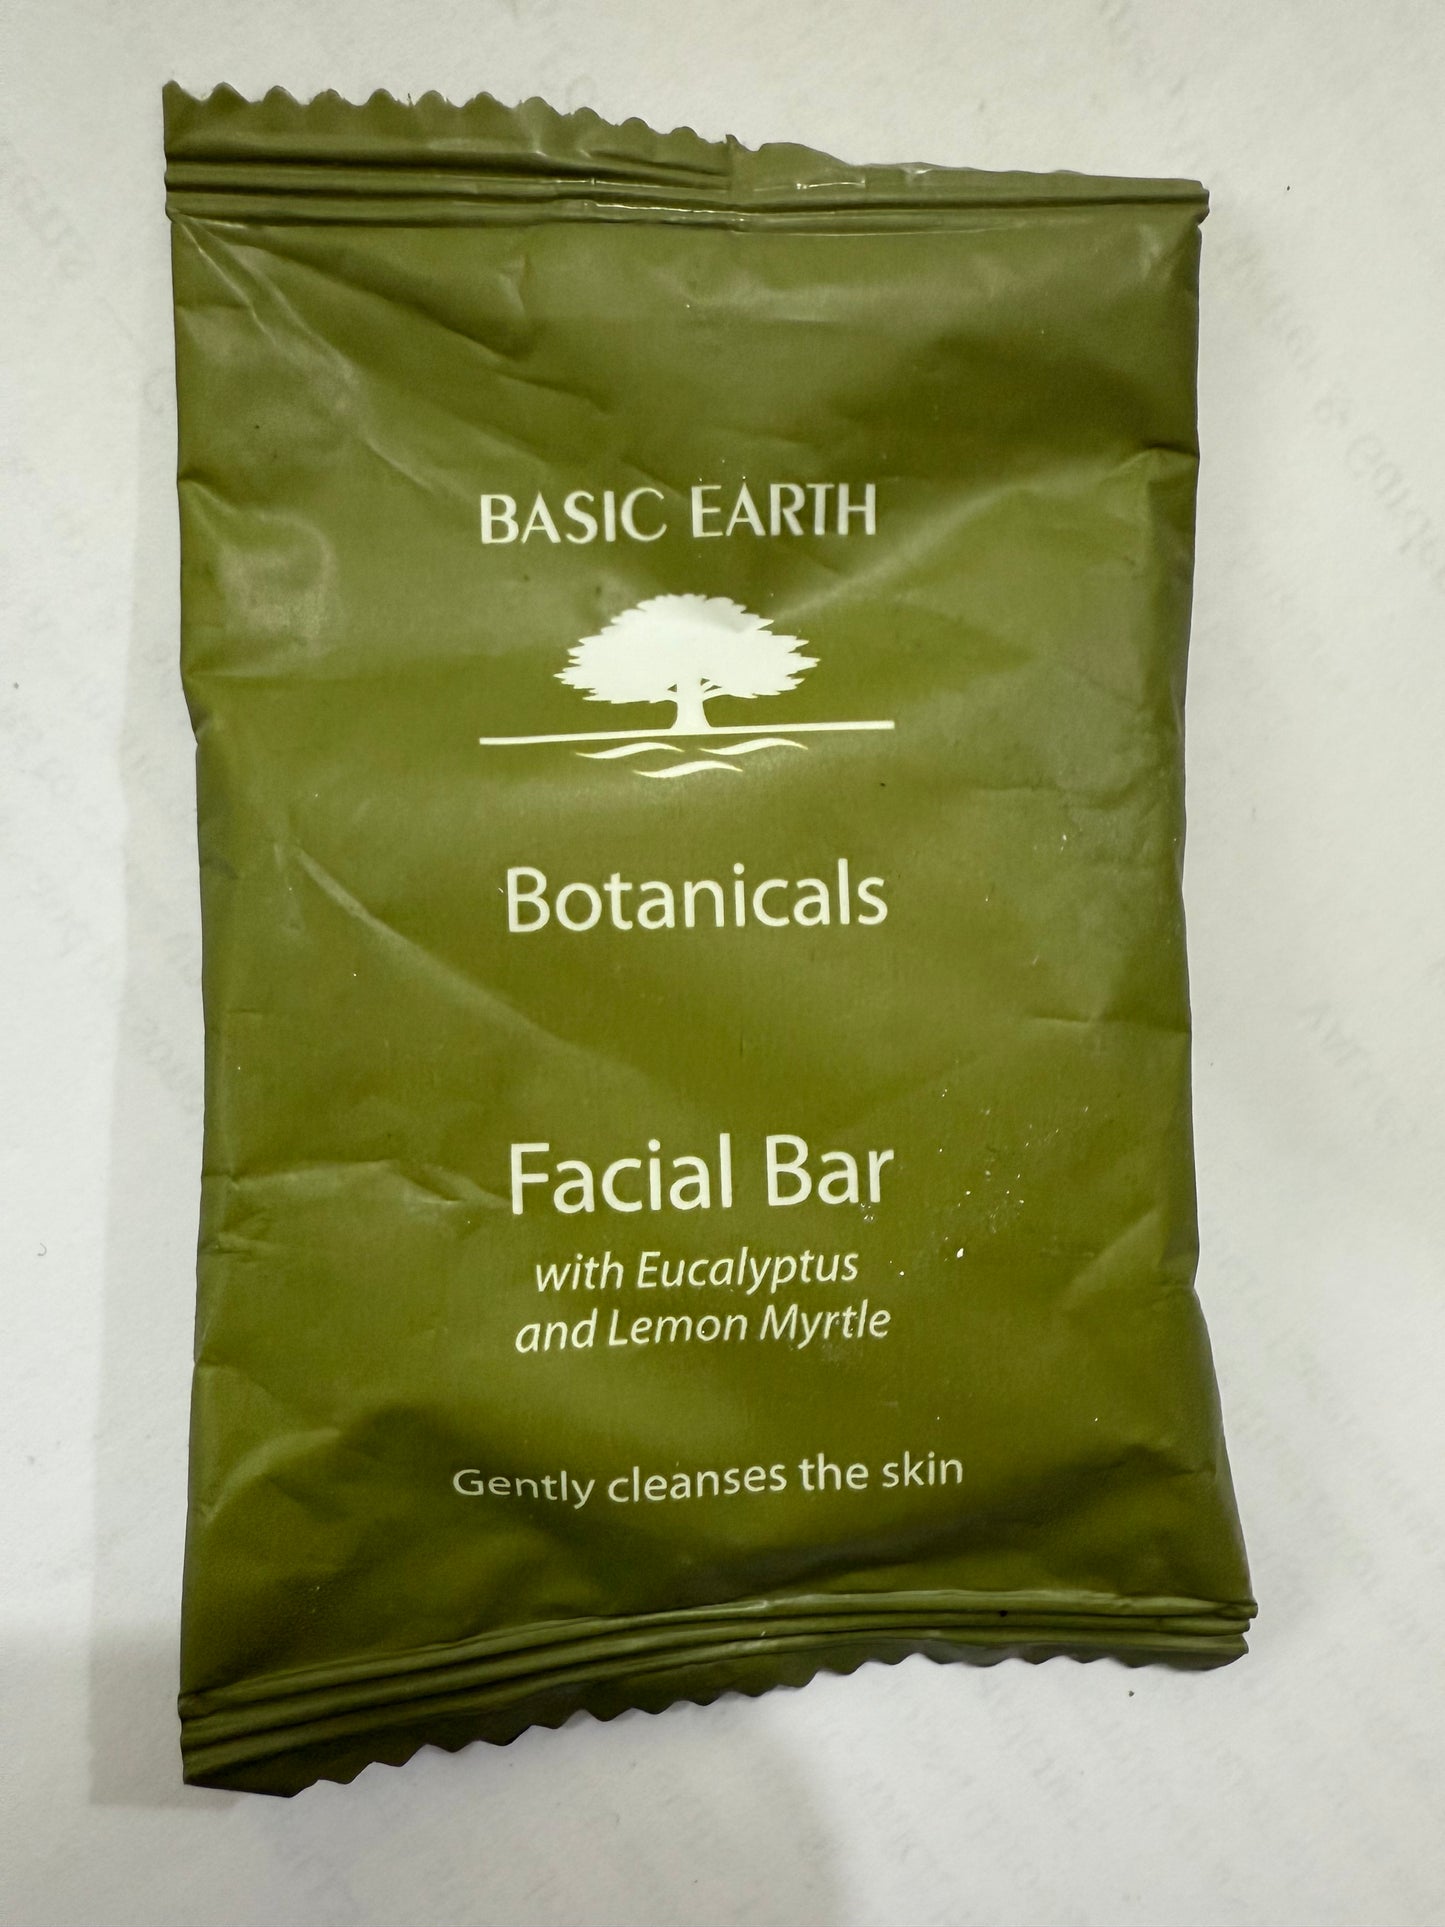 BASIC EARTH
Botanicals
Facial Bar
with Eucalyptus
and Lemon Myrtle
Gently cleanses the skin